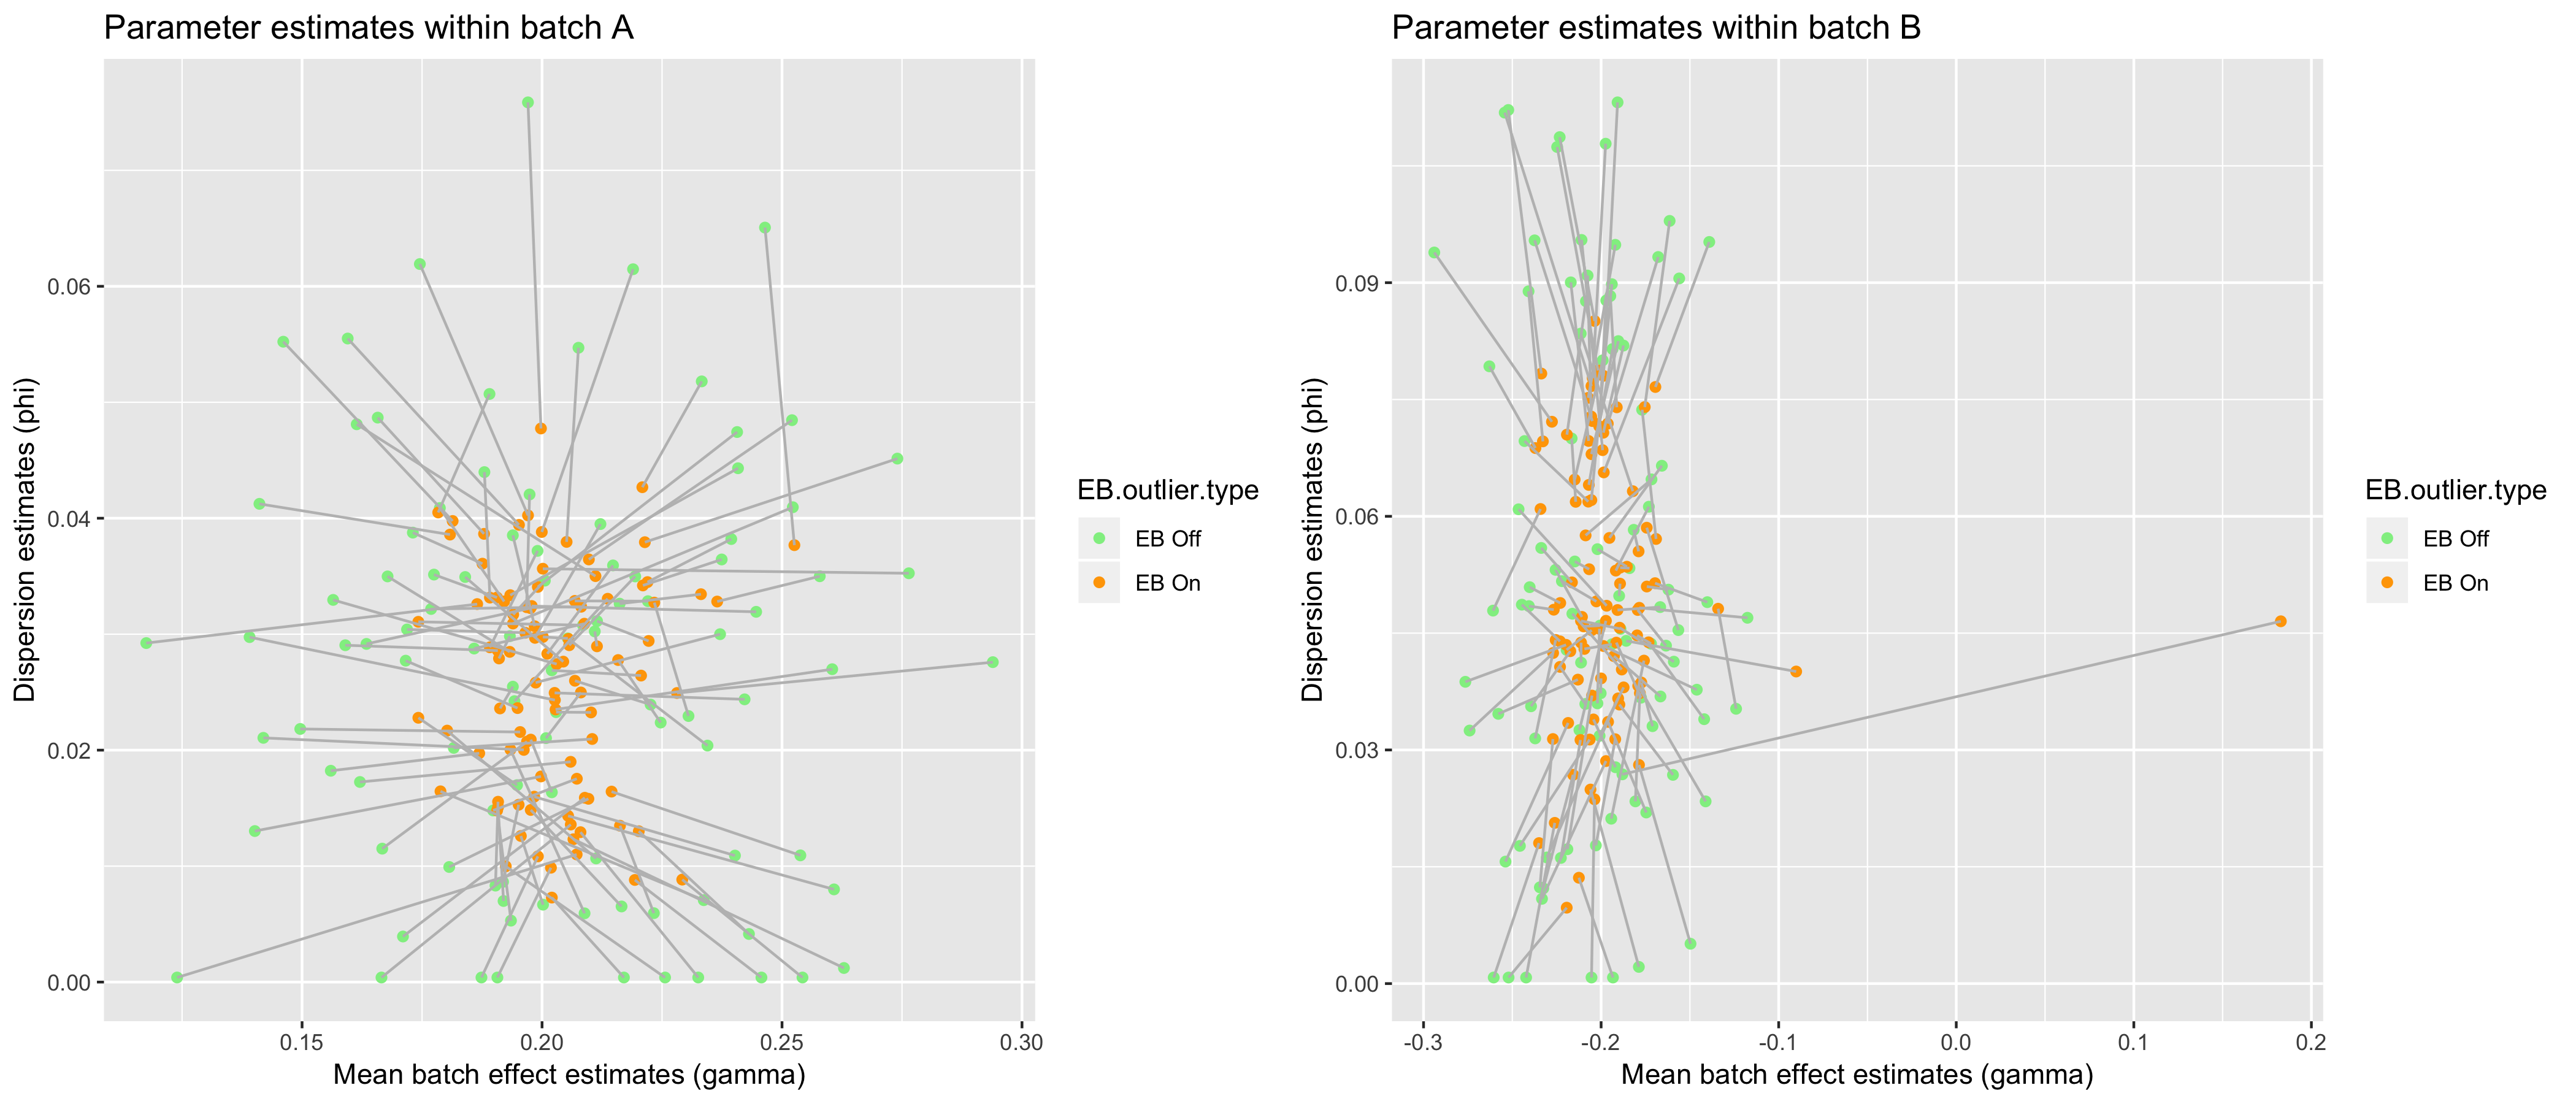 Parameter estimates within batch A
Dispersion estimates (phi)
0.06
0.04
0.02
0.00
0.15
0.20
0.25
0.30
Mean batch effect estimates (gamma)
EB.outlier.type
EB Off
EB On
Parameter estimates within batch B
Dispersion estimates (phi)
0.09
0.06
0.03
0.00
-0.3
-0.2
-0.1
0.0
0.1
0.2
Mean batch effect estimates (gamma)
EB.outlier.type
EB Off
EB On